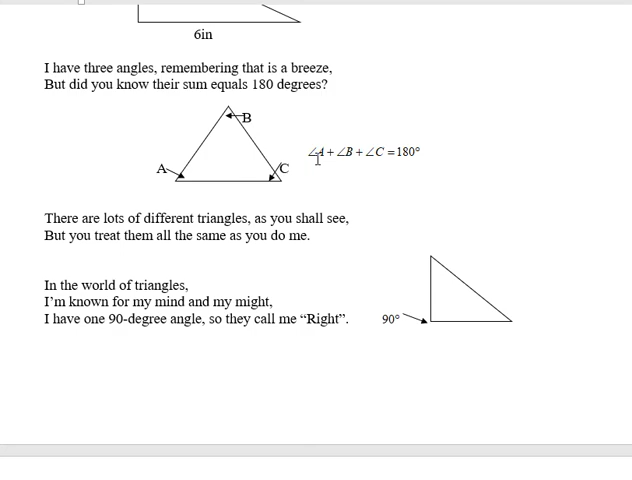 6in
I have three angles, remembering that is a breeze,
But did you know their sum equals 180 degrees?
B
A
C
∠A + ∠B + ∠C = 180°
There are lots of different triangles, as you shall see,
But you treat them all the same as you do me.
In the world of triangles,
I’m known for my mind and my might,
I have one 90-degree angle, so they call me “Right”.
90°